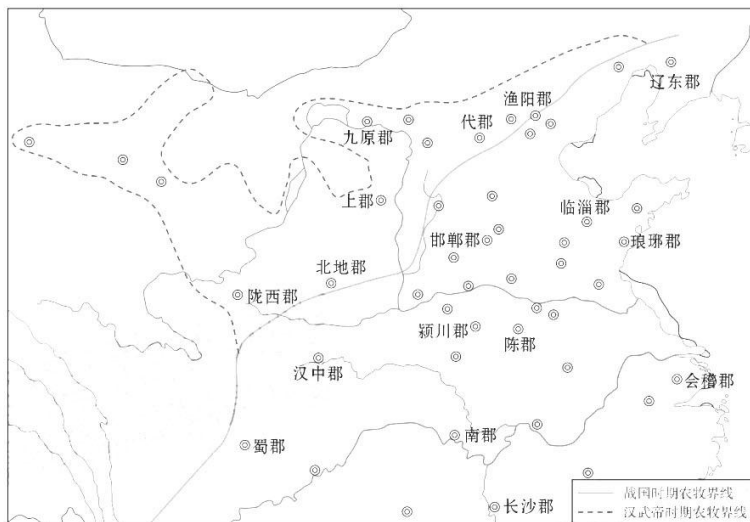 渔阳郡
辽东郡
九原郡
代郡
上郡
临淄郡
邯郸郡
琅琊郡
北地郡
陇西郡
颍川郡
陈郡
汉中郡
会稽郡
南郡
蜀郡
长沙郡
战国时期农牧界线
汉武帝时期农牧界线